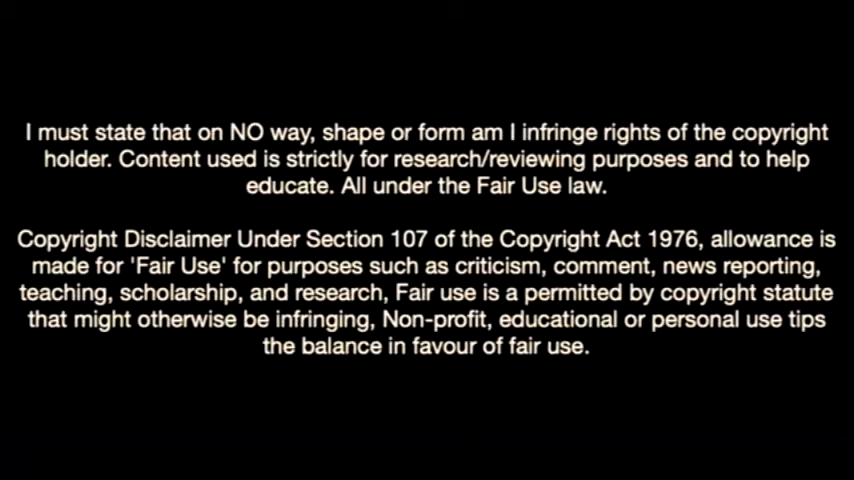 I must state that on NO way, shape or form am I infringe rights of the copyright
holder. Content used is strictly for research/reviewing purposes and to help
educate. All under the Fair Use law.
Copyright Disclaimer Under Section 107 of the Copyright Act 1976, allowance is
made for 'Fair Use' for purposes such as criticism, comment, news reporting,
teaching, scholarship, and research, Fair use is a permitted by copyright statute
that might otherwise be infringing, Non-profit, educational or personal use tips
the balance in favour of fair use.